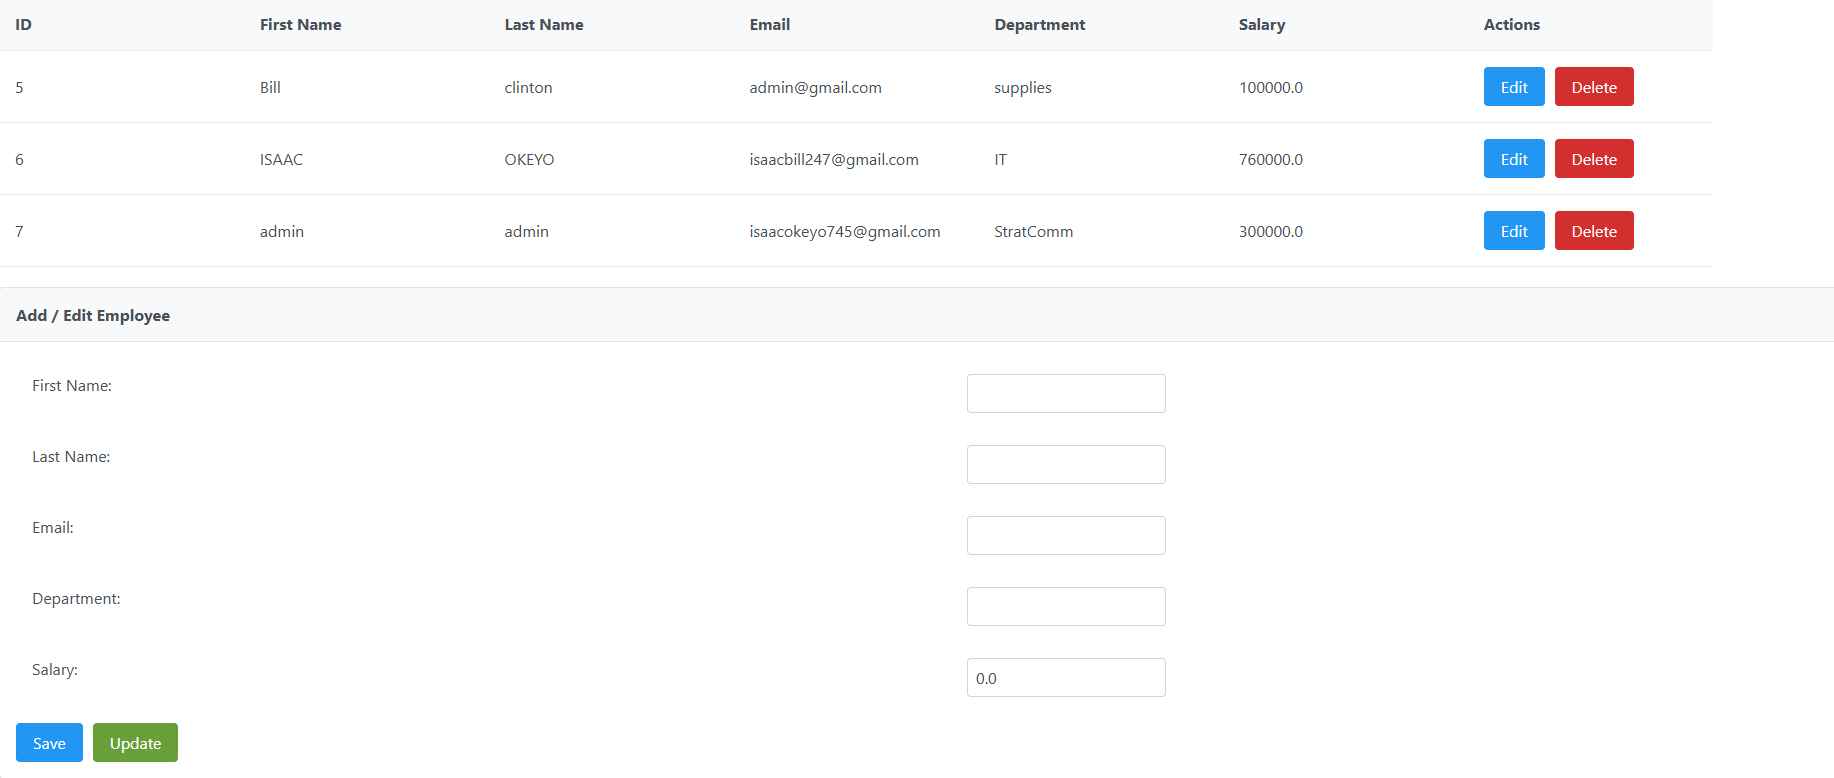 ID First Name Last Name Email Department Salary Actions
5 Bill clinton admin@gmail.com supplies 100000.0 Edit Delete
6 ISAAC OKEYO isaacbill247@gmail.com IT 760000.0 Edit Delete
7 admin admin isaacokeyo745@gmail.com StratComm 300000.0 Edit Delete
Add / Edit Employee
First Name:
Last Name:
Email:
Department:
Salary: 0.0
Save Update